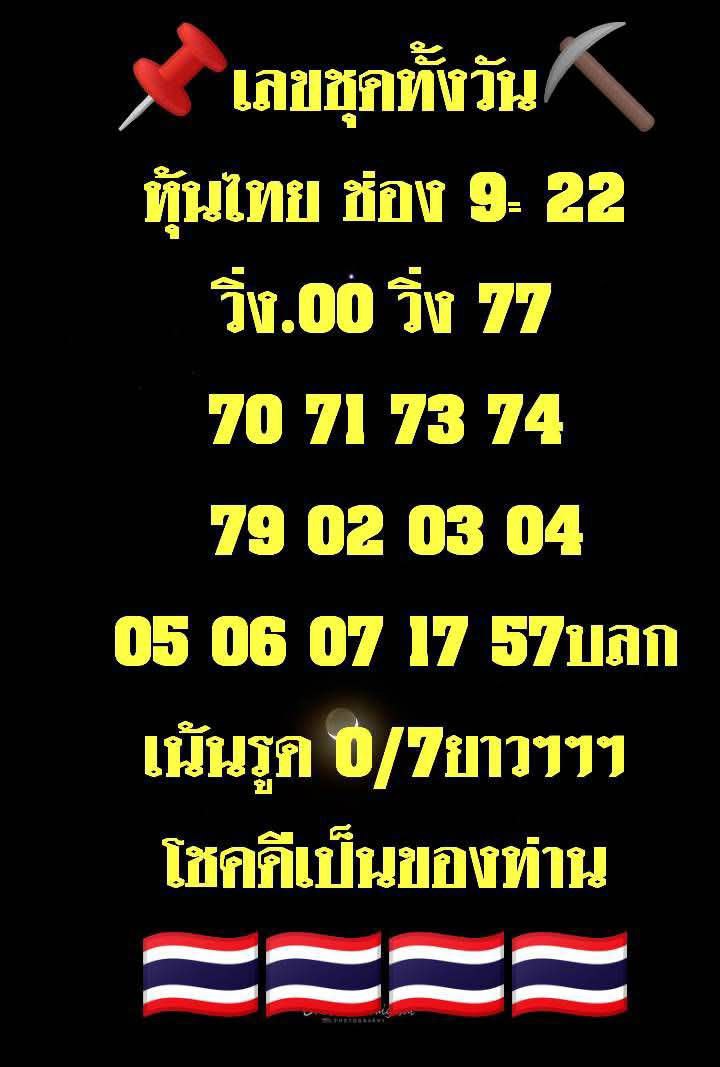 เลขชุดทั้งวัน
หุ้นไทย ช่อง 9= 22
วิ่ง.00 วิ่ง 77
70 71 73 74
79 02 03 04
05 06 07 17 57บลก
เน้นรูด 0/7ยาวๆๆๆ
โชคดีเป็นของท่าน
PHOTOGRAPHY